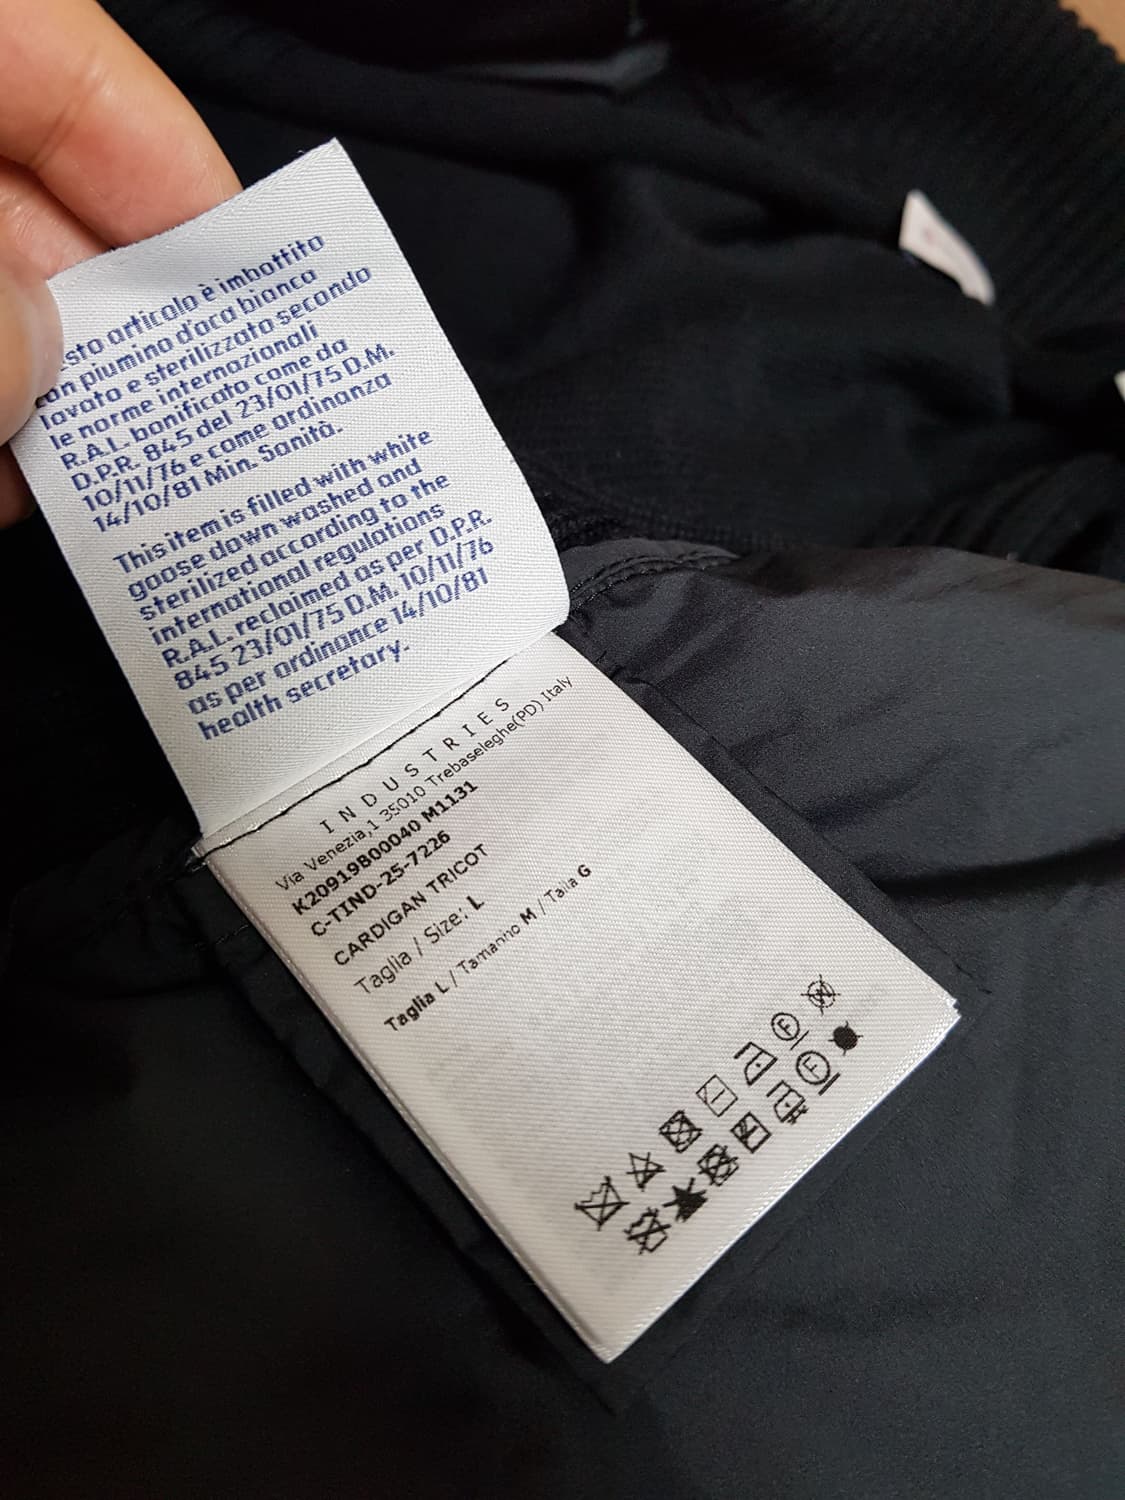 sto articolo è imbottito
con piumino d'oca bianca
lavato e sterilizzato secondo
le norme internazionali
R.A.L. bonificato come da
D.P.R. 845 del 23/01/75 D.M.
10/11/76 e come ordinanza
14/10/81 Min. Sanità.
This item is filled with white
goose down washed and
sterilized according to the
international regulations
R.A.L. reclaimed as per D.P.R.
845 23/01/75 D.M. 10/11/76
as per ordinance 14/10/81
health secretary.
INDUSTRIES
Via Venezia,1 35010 Trebaseleghe(PD) Italy
K20919B00040 M1131
C-TIND-25-7226
CARDIGAN TRICOT
Taglia / Size: L
Taglia L / Tamanho M / Talla G
F
W
F